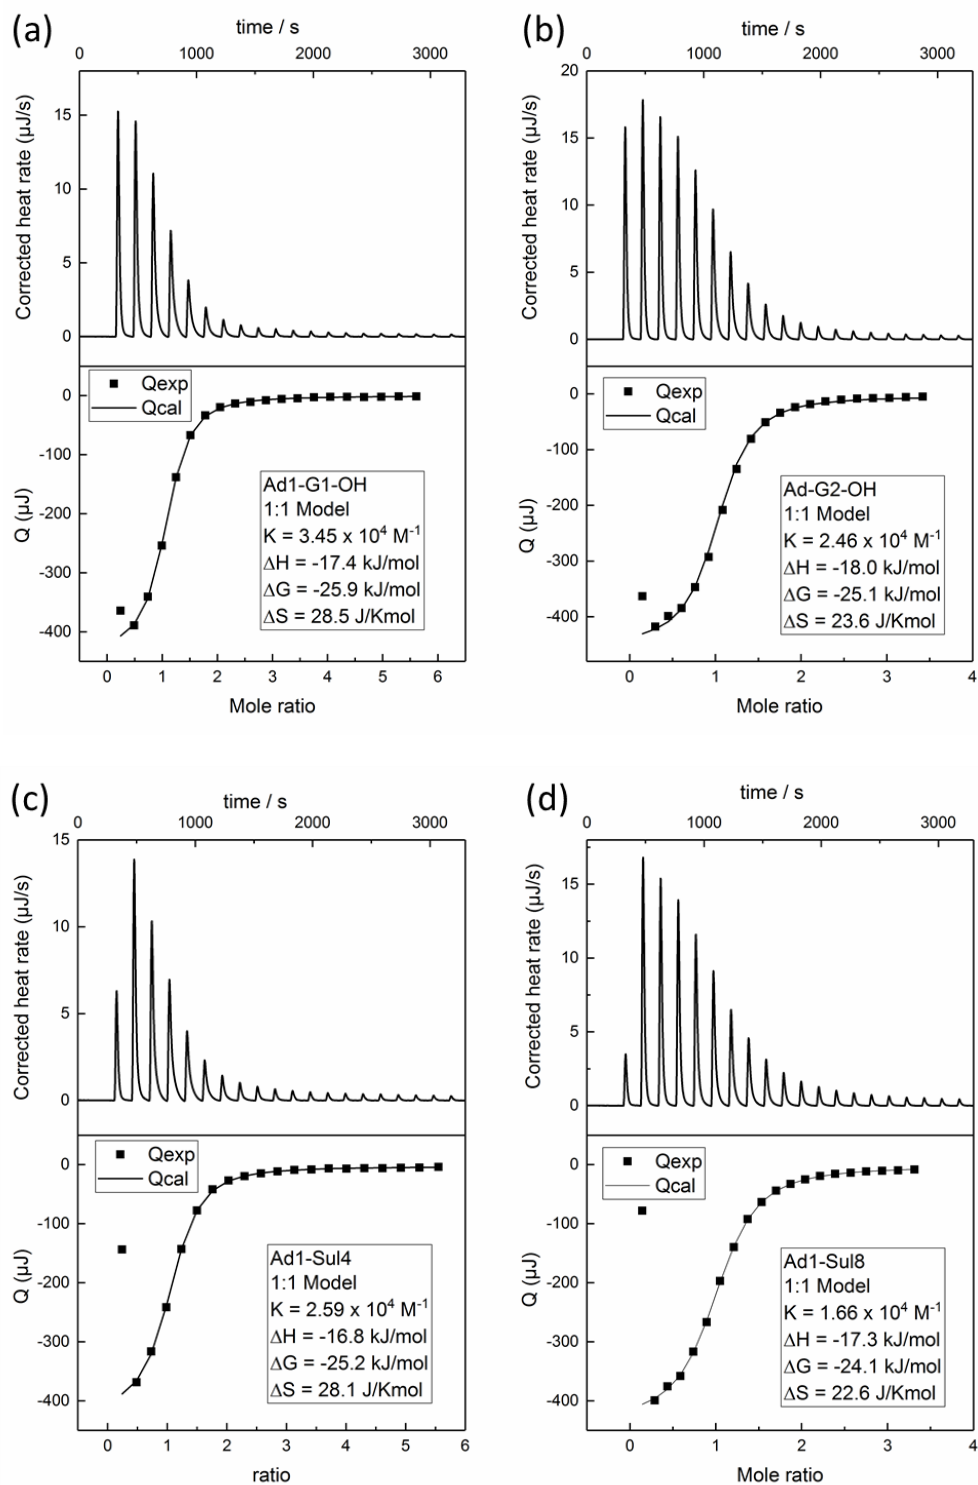 (a)
time / s
0 1000 2000 3000
Corrected heat rate (µJ/s)
15
10
5
0
Qexp
Qcal
Q (µJ)
0
-100
-200
-300
-400
Ad1-G1-OH
1:1 Model
K = 3.45 x 10⁴ M⁻¹
ΔH = -17.4 kJ/mol
ΔG = -25.9 kJ/mol
ΔS = 28.5 J/Kmol
0 1 2 3 4 5 6
Mole ratio
(b)
time / s
0 1000 2000 3000
Corrected heat rate (µJ/s)
20
15
10
5
0
Qexp
Qcal
Q (µJ)
0
-100
-200
-300
-400
Ad-G2-OH
1:1 Model
K = 2.46 x 10⁴ M⁻¹
ΔH = -18.0 kJ/mol
ΔG = -25.1 kJ/mol
ΔS = 23.6 J/Kmol
0 1 2 3 4
Mole ratio
(c)
time / s
0 1000 2000 3000
Corrected heat rate (µJ/s)
15
10
5
0
Qexp
Qcal
Q (µJ)
0
-100
-200
-300
-400
Ad1-Sul4
1:1 Model
K = 2.59 x 10⁴ M⁻¹
ΔH = -16.8 kJ/mol
ΔG = -25.2 kJ/mol
ΔS = 28.1 J/Kmol
0 1 2 3 4 5 6
ratio
(d)
time / s
0 1000 2000 3000
Corrected heat rate (µJ/s)
15
10
5
0
Qexp
Qcal
Q (µJ)
0
-100
-200
-300
-400
Ad1-Sul8
1:1 Model
K = 1.66 x 10⁴ M⁻¹
ΔH = -17.3 kJ/mol
ΔG = -24.1 kJ/mol
ΔS = 22.6 J/Kmol
0 1 2 3 4
Mole ratio